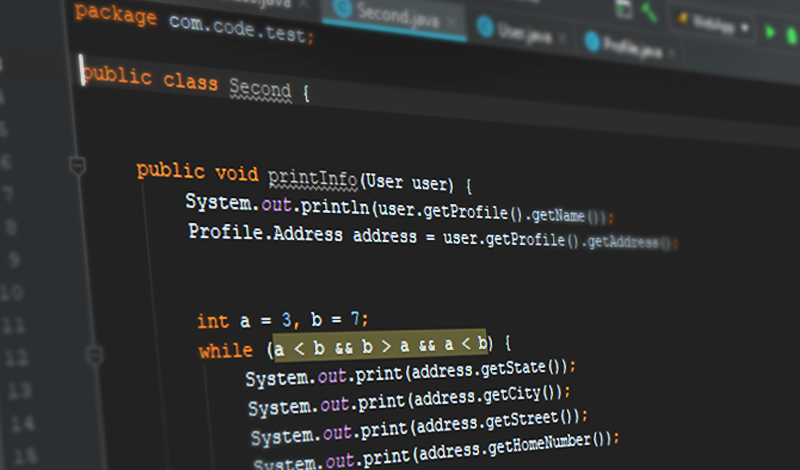 Second.java User.java Profile.java WebApp
package com.code.test;
public class Second {
4
5
6 public void printInfo(User user) {
7 System.out.println(user.getProfile().getName());
8 Profile.Address address = user.getProfile().getAddress();
9
10
11 int a = 3, b = 7;
12 while (a < b && b > a && a < b) {
13 System.out.print(address.getState());
14 System.out.print(address.getCity());
15 System.out.print(address.getStreet());
System.out.print(address.getHomeNumber());